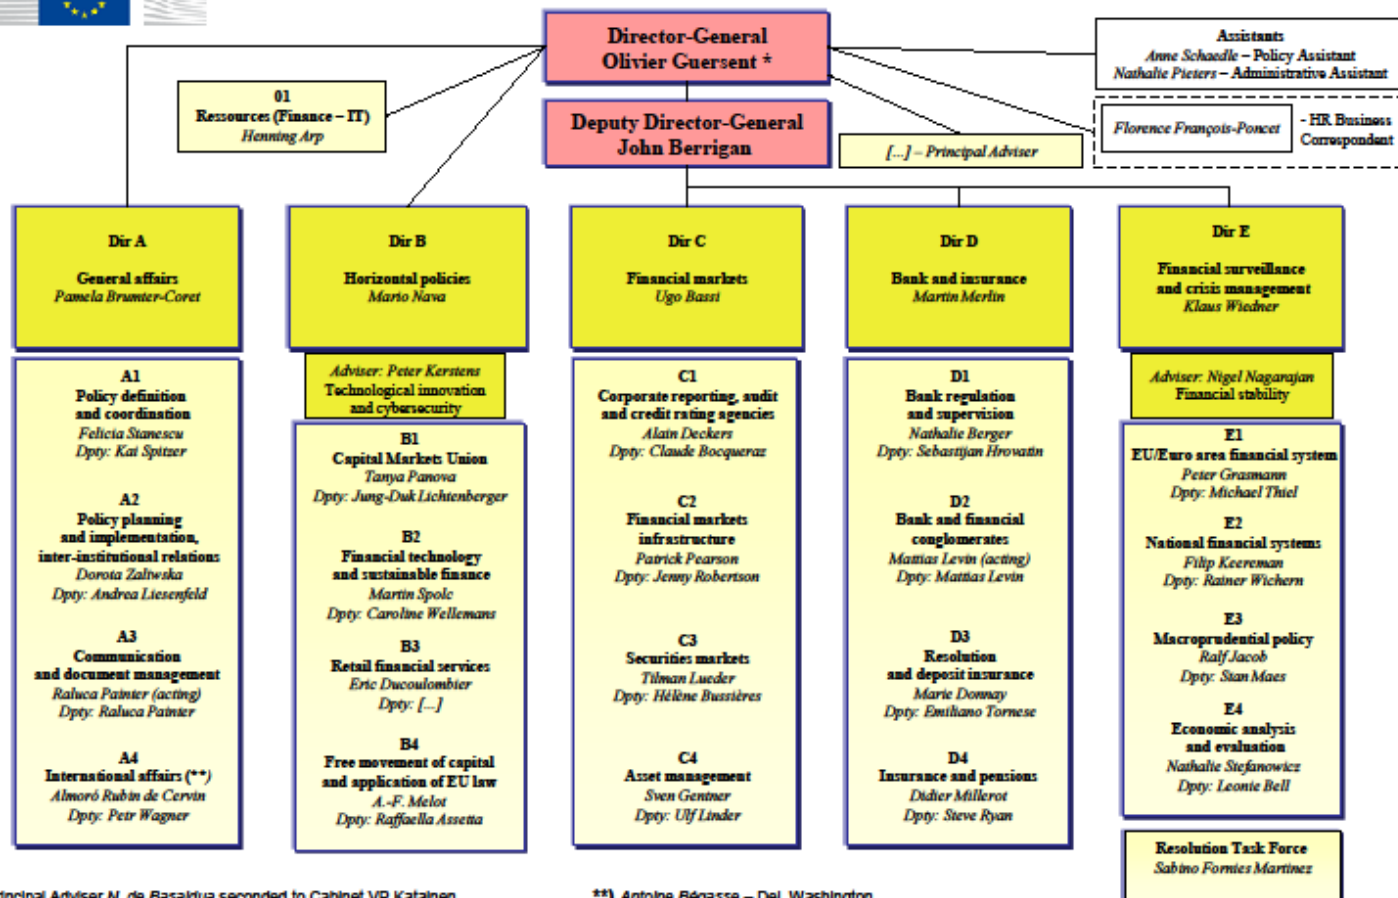 Director-General
Olivier Guersent *
Assistants
Anne Schaedle – Policy Assistant
Nathalie Pieters – Administrative Assistant
01
Ressources (Finance – IT)
Henning Arp
Deputy Director-General
John Berrigan
[...] – Principal Adviser
Florence François-Poncet
- HR Business
Correspondent
Dir A
General affairs
Pamela Brumter-Coret
Dir B
Horizontal policies
Mario Nava
Dir C
Financial markets
Ugo Bassi
Dir D
Bank and insurance
Martin Merlin
Dir E
Financial surveillance
and crisis management
Klaus Wiedner
A1
Policy definition
and coordination
Felicia Stanescu
Dpty: Kai Spitzer
A2
Policy planning
and implementation,
inter-institutional relations
Dorota Zaliwska
Dpty: Andrea Liesenfeld
A3
Communication
and document management
Raluca Painter (acting)
Dpty: Raluca Painter
A4
International affairs (**)
Almoró Rubin de Cervin
Dpty: Petr Wagner
Adviser: Peter Kerstens
Technological innovation
and cybersecurity
B1
Capital Markets Union
Tanya Panova
Dpty: Jung-Duk Lichtenberger
B2
Financial technology
and sustainable finance
Martin Spolc
Dpty: Caroline Wellemans
B3
Retail financial services
Eric Ducoulombier
Dpty: [...]
B4
Free movement of capital
and application of EU law
A.-F. Melot
Dpty: Raffaella Assetta
C1
Corporate reporting, audit
and credit rating agencies
Alain Deckers
Dpty: Claude Bocqueraz
C2
Financial markets
infrastructure
Patrick Pearson
Dpty: Jenny Robertson
C3
Securities markets
Tilman Lueder
Dpty: Hélène Bussières
C4
Asset management
Sven Gentner
Dpty: Ulf Linder
D1
Bank regulation
and supervision
Nathalie Berger
Dpty: Sebastijan Hrovatin
D2
Bank and financial
conglomerates
Mattias Levin (acting)
Dpty: Mattias Levin
D3
Resolution
and deposit insurance
Marie Donnay
Dpty: Emiliano Tornese
D4
Insurance and pensions
Didier Millerot
Dpty: Steve Ryan
Adviser: Nigel Nagarajan
Financial stability
E1
EU/Euro area financial system
Peter Grasmann
Dpty: Michael Thiel
E2
National financial systems
Filip Keereman
Dpty: Rainer Wichern
E3
Macroprudential policy
Ralf Jacob
Dpty: Stan Maes
E4
Economic analysis
and evaluation
Nathalie Stefanowicz
Dpty: Leonie Bell
Resolution Task Force
Sabino Fornies Martinez
Adviser N. de Basaldua seconded to Cabinet VP Katainen
**) Antoine Bégasse – Del. Washington